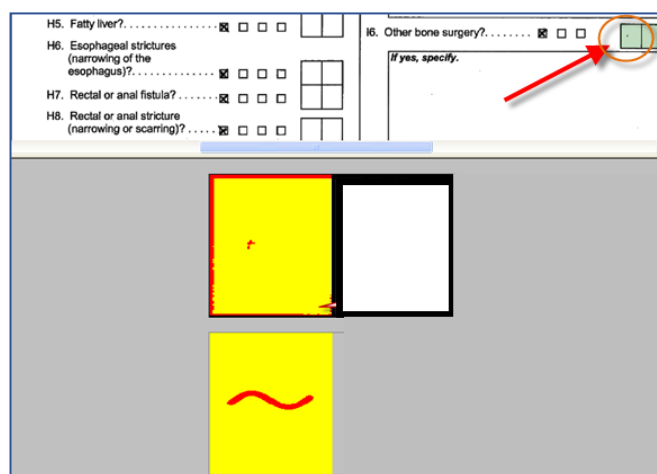 H5. Fatty liver?
H6. Esophageal strictures
(narrowing of the
esophagus)?
H7. Rectal or anal fistula?
H8. Rectal or anal stricture
(narrowing or scarring)?
I6. Other bone surgery?
If yes, specify.